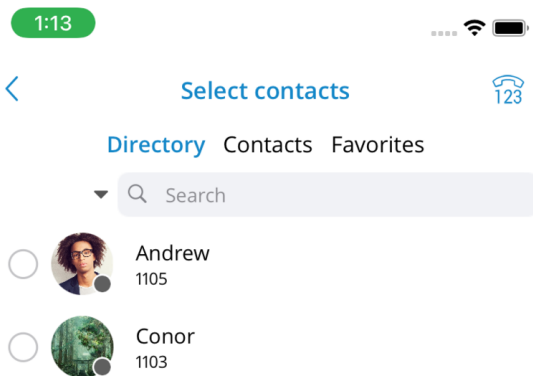 1:13
Select contacts
123
Directory Contacts Favorites
Search
Andrew
1105
Conor
1103